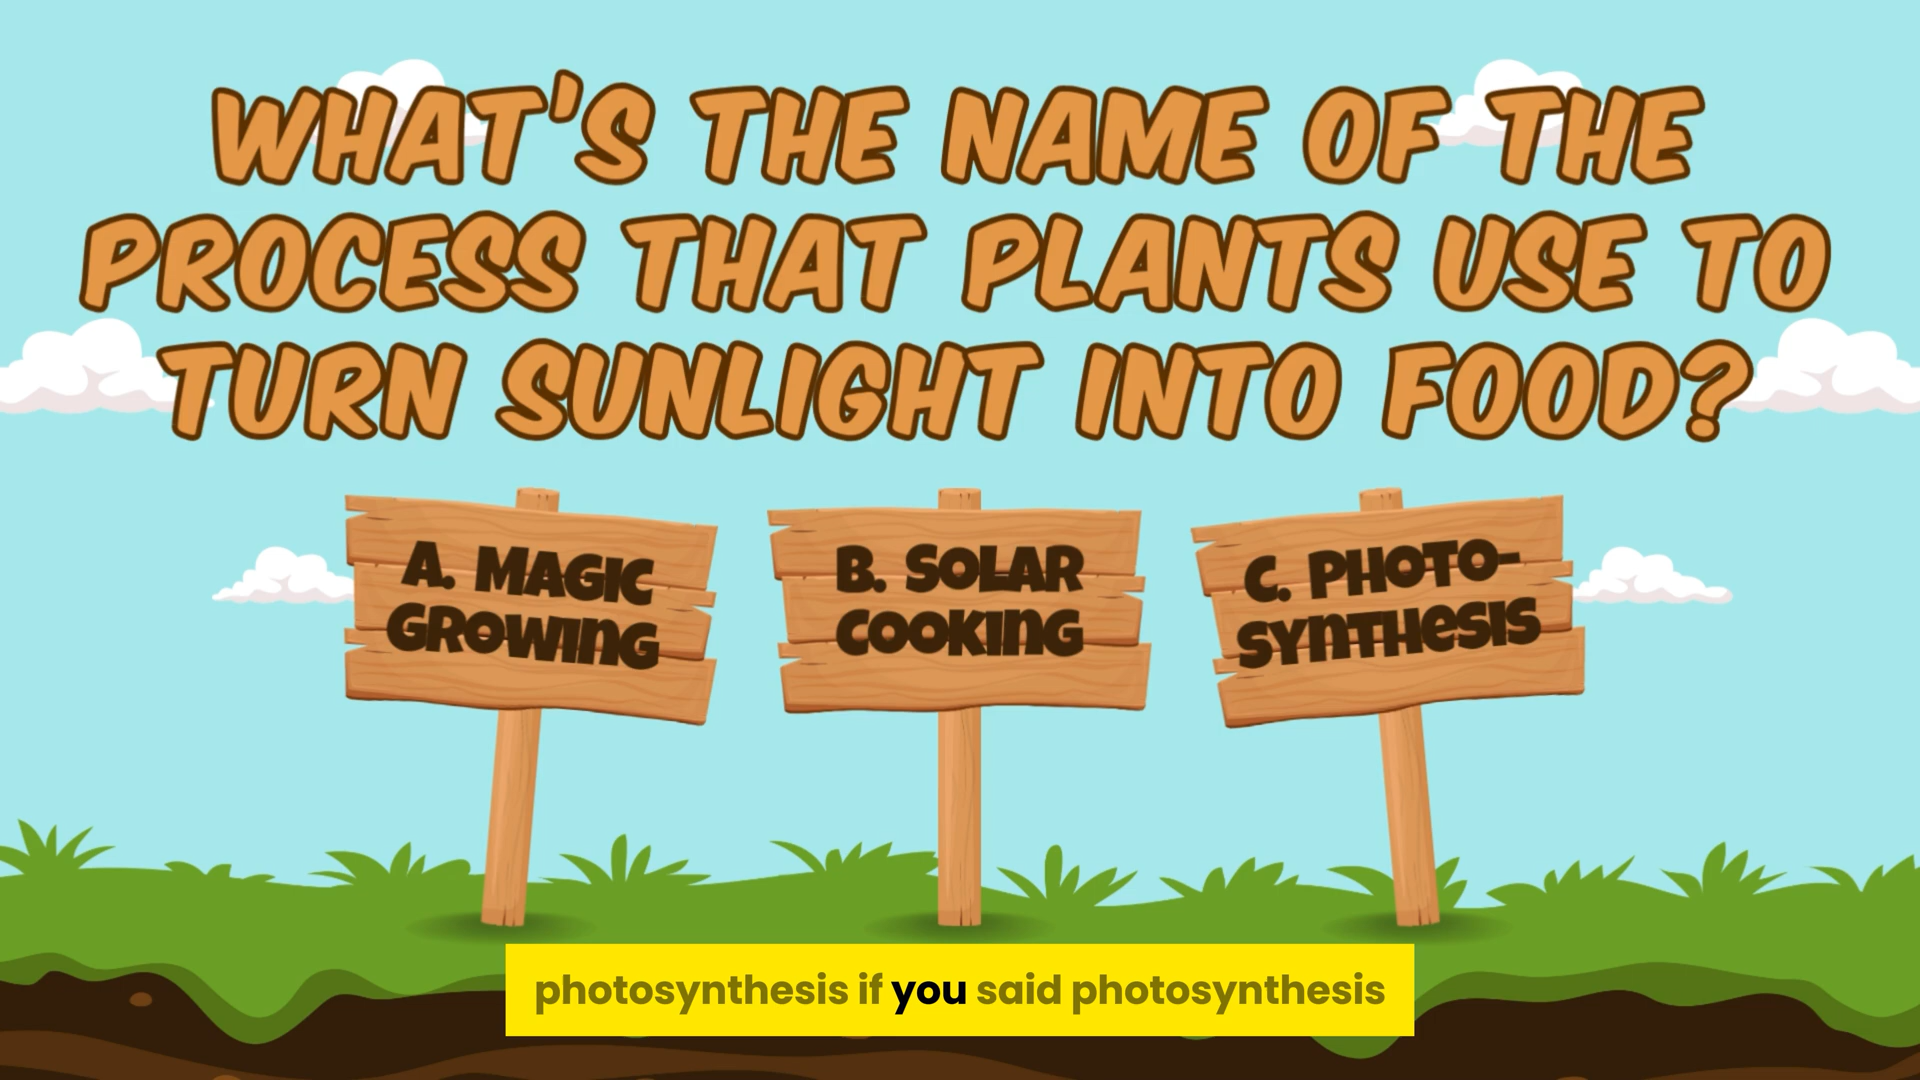 WHAT'S THE NAME OF THE
PROCESS THAT PLANTS USE TO
TURN SUNLIGHT INTO FOOD?
A. MAGIC
GROWING
B. SOLAR
COOKING
C. PHOTO-
SYNTHESIS
photosynthesis if you said photosynthesis